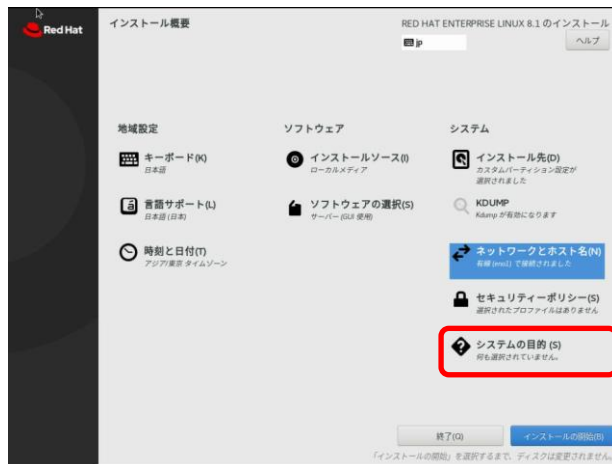 Red Hat
インストール概要
RED HAT ENTERPRISE LINUX 8.1 のインストール
jp
ヘルプ
地域設定
キーボード(K)
日本語
言語サポート(L)
日本語 (日本)
時刻と日付(T)
アジア/東京 タイムゾーン
ソフトウェア
インストールソース(I)
ローカルメディア
ソフトウェアの選択(S)
サーバー (GUI 使用)
システム
インストール先(D)
カスタムパーティション設定が
選択されました
KDUMP
Kdump が有効になります
ネットワークとホスト名(N)
有線 (eno1) で接続されました
セキュリティーポリシー(S)
選択されたプロファイルはありません
システムの目的 (S)
何も選択されていません。
終了(Q)
インストールの開始(B)
「インストールの開始」を選択するまで、ディスクは変更されません。